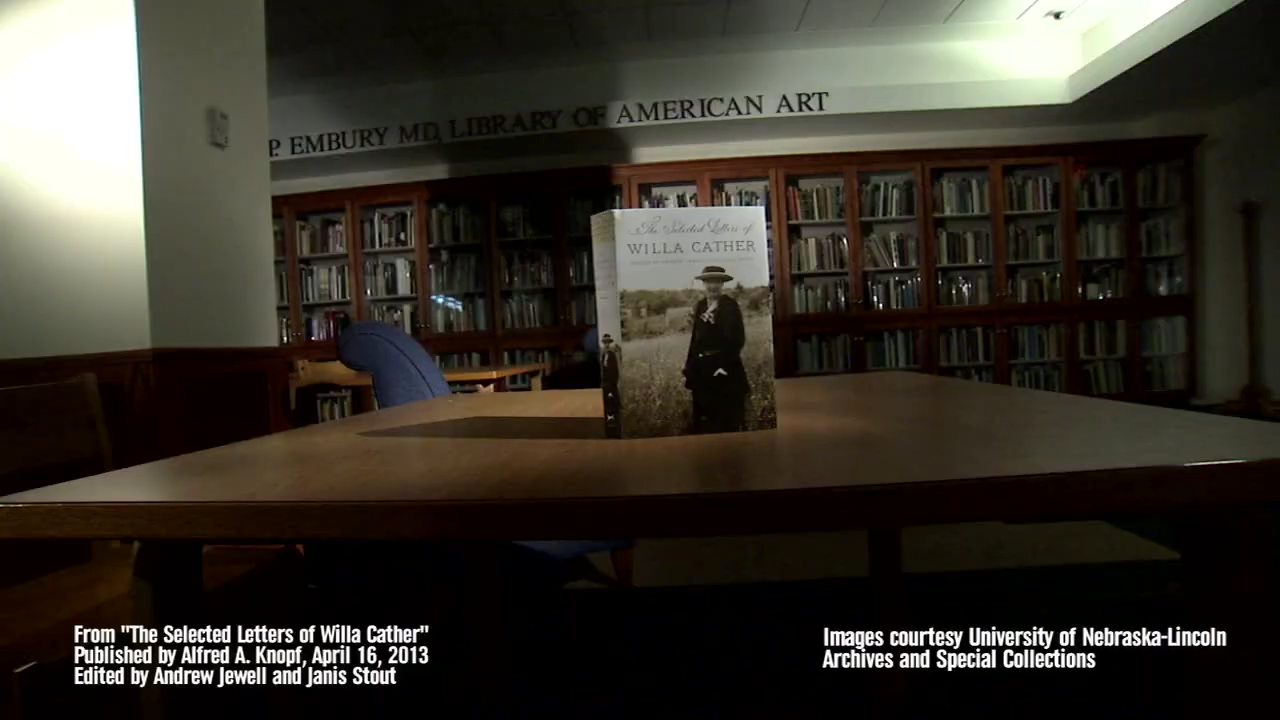 P. EMBURY MD, LIBRARY OF AMERICAN ART
The Selected Letters of
WILLA CATHER
From "The Selected Letters of Willa Cather"
Published by Alfred A. Knopf, April 16, 2013
Edited by Andrew Jewell and Janis Stout
Images courtesy University of Nebraska-Lincoln
Archives and Special Collections